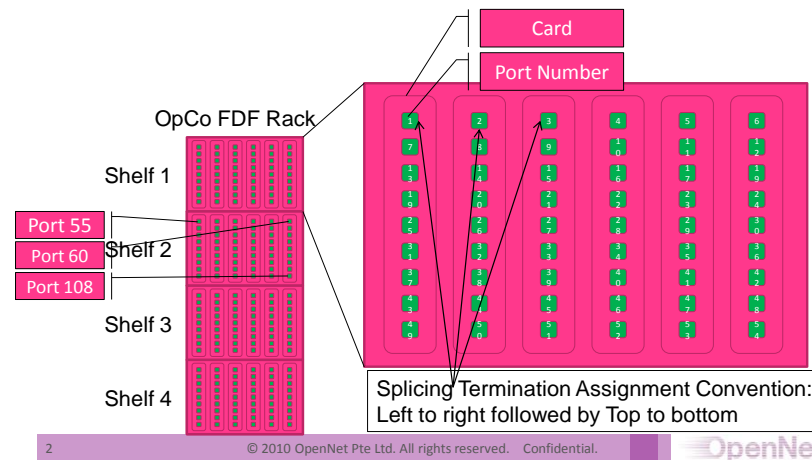 Card
Port Number
OpCo FDF Rack
Shelf 1
Shelf 2
Shelf 3
Shelf 4
Port 55
Port 60
Port 108
1 2 3 4 5 6
7 8 9 10 11 12
13 14 15 16 17 19
19 20 21 22 23 24
25 26 27 28 29 30
31 32 33 34 35 36
37 38 39 40 41 42
43 44 45 46 47 48
49 50 51 52 53 54
Splicing Termination Assignment Convention:
Left to right followed by Top to bottom
2 © 2010 OpenNet Pte Ltd. All rights reserved. Confidential.
OpenNe